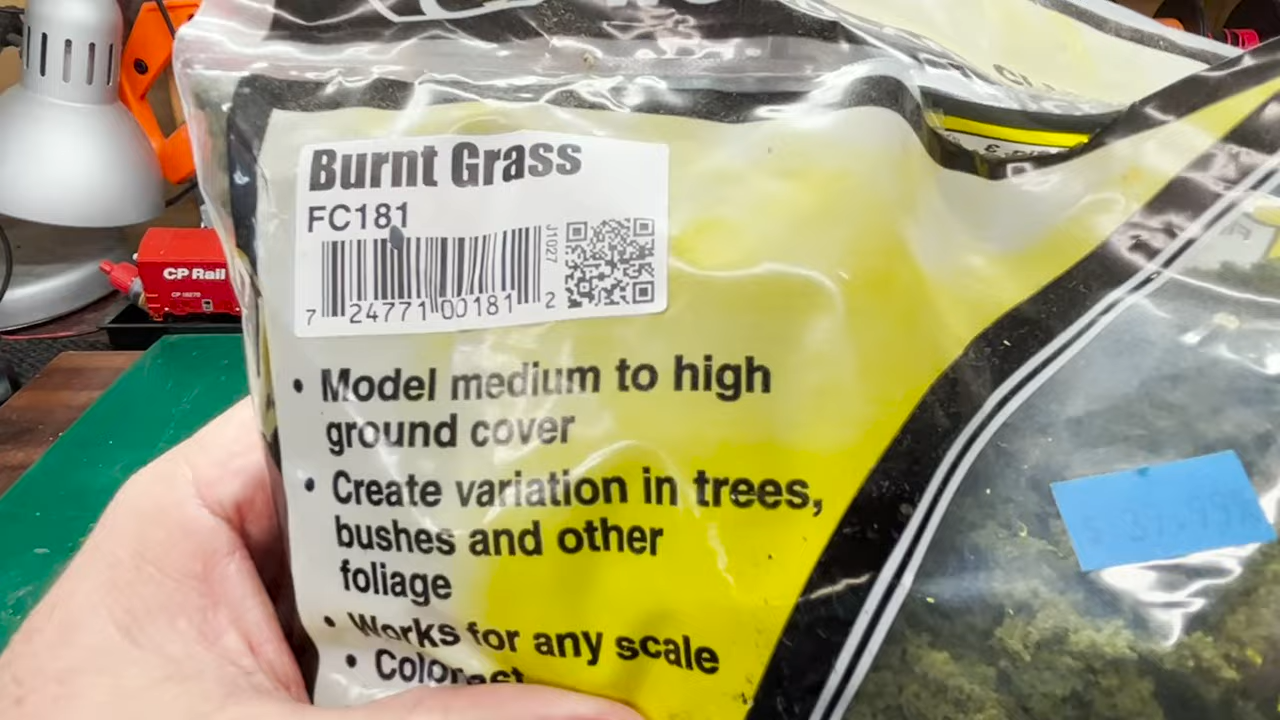 Burnt Grass
FC181
J1027
7 24771 00181 2
CP Rail
• Model medium to high
ground cover
• Create variation in trees,
bushes and other
foliage
• Works for any scale